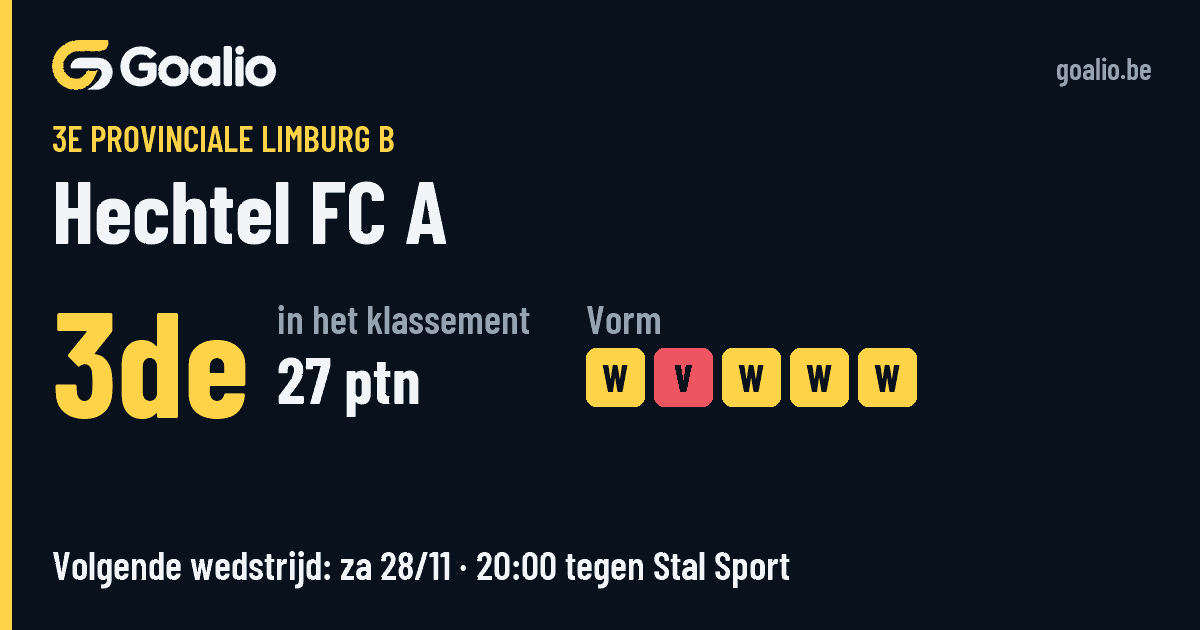 Goalio
goalio.be
3E PROVINCIALE LIMBURG B
Hechtel FC A
3de
in het klassement
27 ptn
Vorm
W V W W W
Volgende wedstrijd: za 28/11 · 20:00 tegen Stal Sport